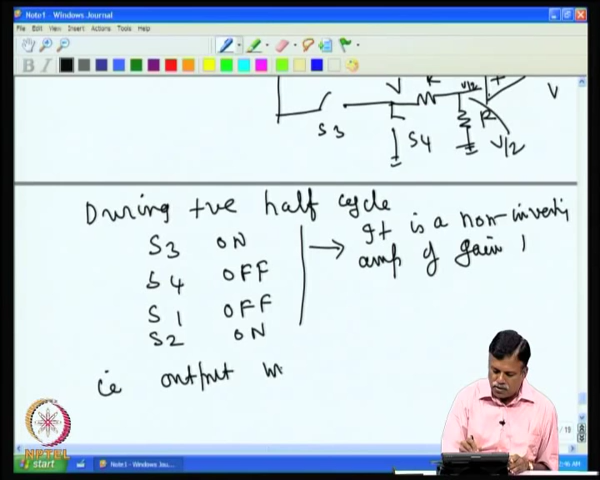 Note1 - Windows Journal
File Edit View Insert Actions Tools Help
B I
V R V/2 +
S3 S4 R V/2 V
During +ve half cycle
S3 ON
S4 OFF
S1 OFF
S2 ON
It is a non-inverti
amp of gain 1
ie output
NPTEL
start
Note1 - Windows Jou...